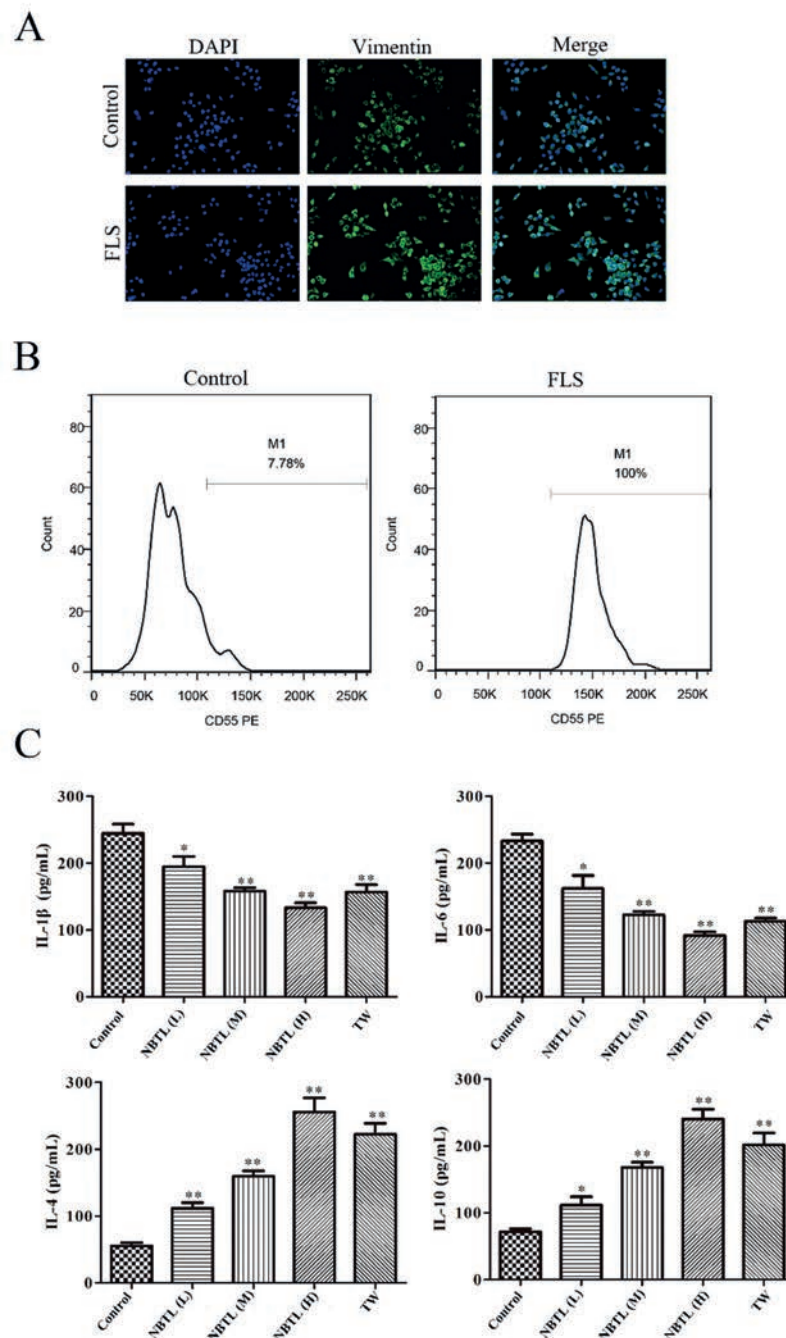 A
DAPI Vimentin Merge
Control
FLS
B
Control
M1
7.78%
80
60
40
20
0
Count
0 50K 100K 150K 200K 250K
CD55 PE
FLS
M1
100%
80
60
40
20
0
Count
0 50K 100K 150K 200K 250K
CD55 PE
C
300
200
100
0
IL-1β (pg/mL)
* ** ** **
Control NBTL (L) NBTL (M) NBTL (H) TW
300
200
100
0
IL-6 (pg/mL)
* ** ** **
Control NBTL (L) NBTL (M) NBTL (H) TW
300
200
100
0
IL-4 (pg/mL)
** ** ** **
Control NBTL (L) NBTL (M) NBTL (H) TW
300
200
100
0
IL-10 (pg/mL)
* ** ** **
Control NBTL (L) NBTL (M) NBTL (H) TW